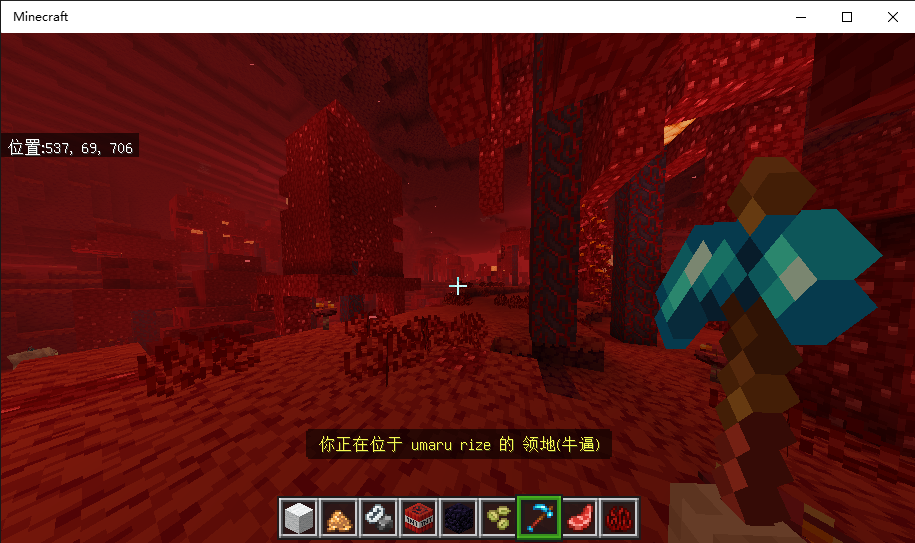 Minecraft
位置:537, 69, 706
你正在位于 umaru rize 的 领地(牛逼)